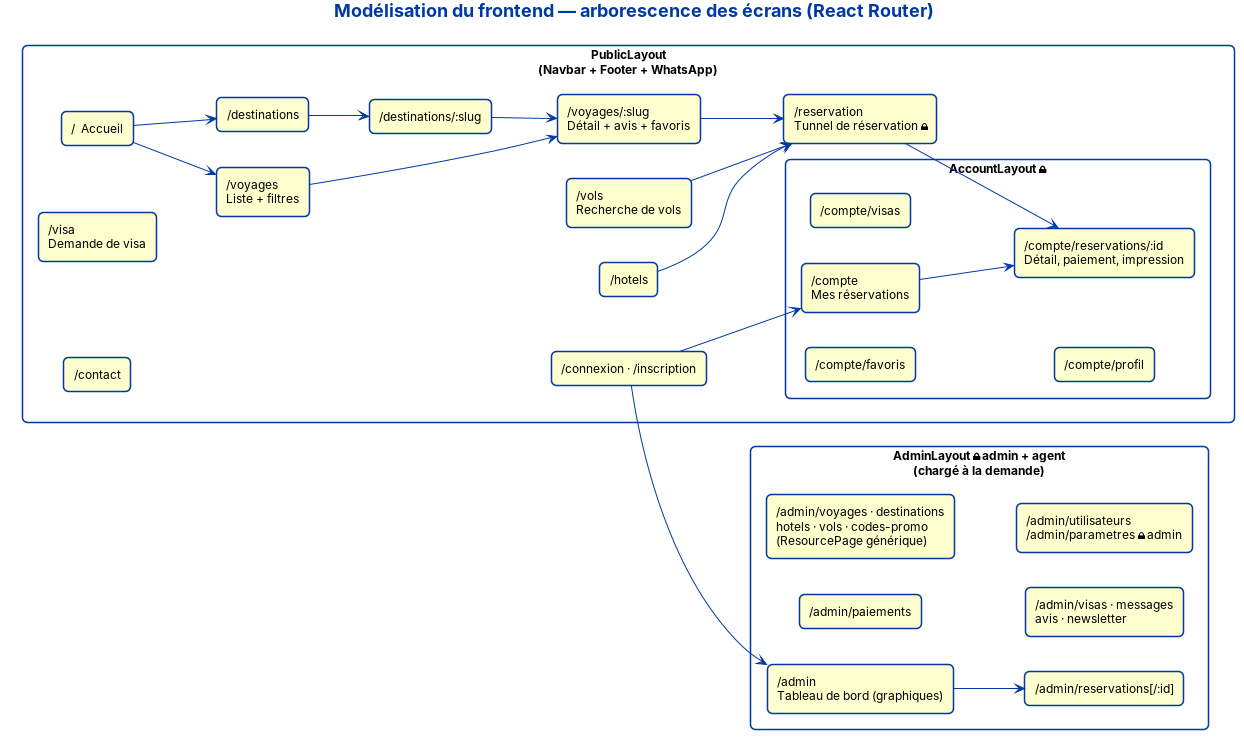 Modélisation du frontend — arborescence des écrans (React Router)
PublicLayout
(Navbar + Footer + WhatsApp)
/ Accueil
/destinations
/destinations/:slug
/voyages/:slug
Détail + avis + favoris
/reservation
Tunnel de réservation 🔒
/voyages
Liste + filtres
/visa
Demande de visa
/vols
Recherche de vols
/hotels
/contact
/connexion · /inscription
AccountLayout 🔒
/compte/visas
/compte/reservations/:id
Détail, paiement, impression
/compte
Mes réservations
/compte/favoris
/compte/profil
AdminLayout 🔒 admin + agent
(chargé à la demande)
/admin/voyages · destinations
hotels · vols · codes-promo
(ResourcePage générique)
/admin/utilisateurs
/admin/parametres 🔒 admin
/admin/paiements
/admin/visas · messages
avis · newsletter
/admin
Tableau de bord (graphiques)
/admin/reservations[/:id]